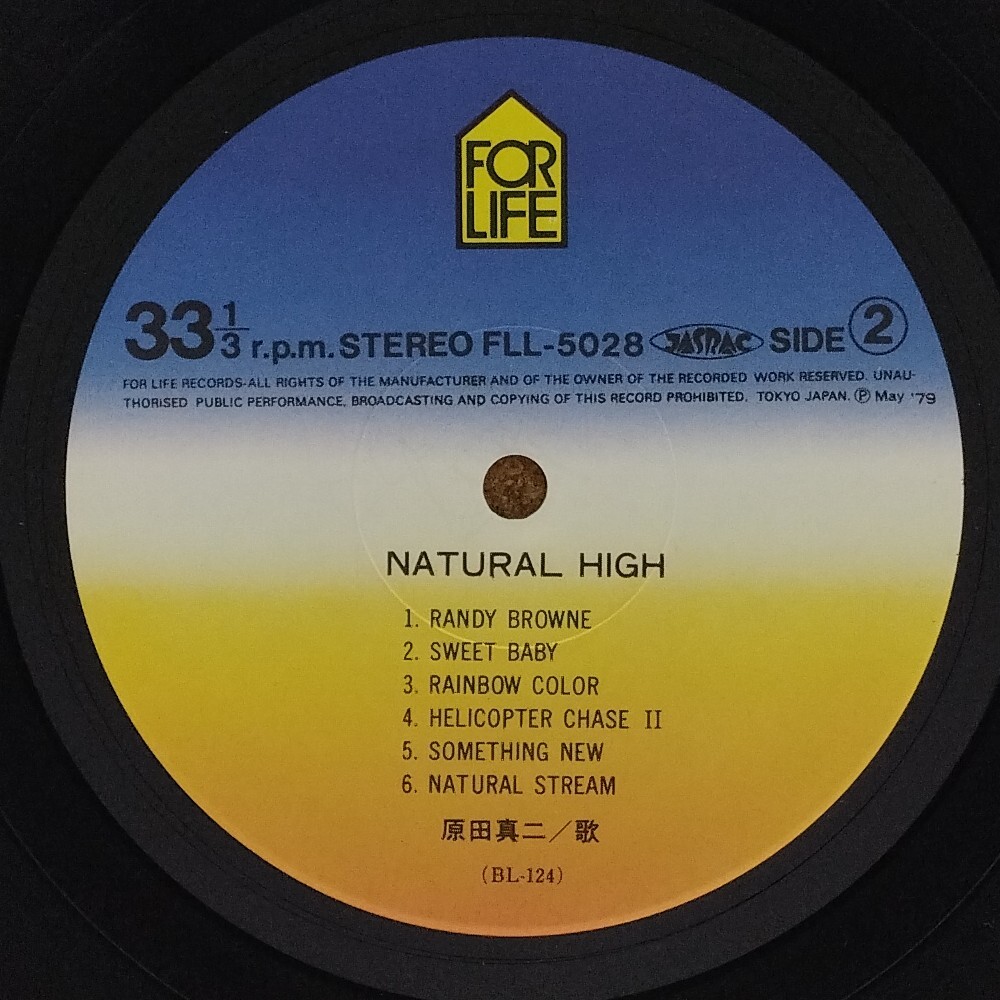 FOR
LIFE
33 1/3 r.p.m. STEREO FLL-5028 JASRAC SIDE 2
FOR LIFE RECORDS-ALL RIGHTS OF THE MANUFACTURER AND OF THE OWNER OF THE RECORDED WORK RESERVED. UNAU-
THORISED PUBLIC PERFORMANCE, BROADCASTING AND COPYING OF THIS RECORD PROHIBITED. TOKYO JAPAN. Ⓟ May '79
NATURAL HIGH
1. RANDY BROWNE
2. SWEET BABY
3. RAINBOW COLOR
4. HELICOPTER CHASE II
5. SOMETHING NEW
6. NATURAL STREAM
原田真二／歌
(BL-124)